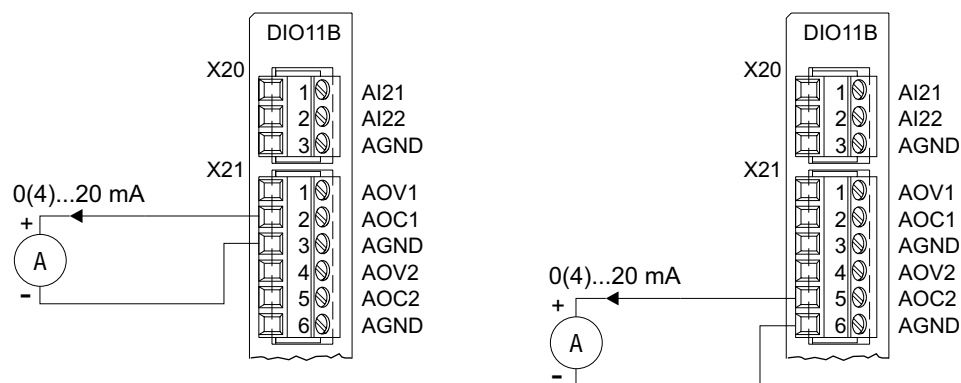 DIO11B
X20
1 AI21
2 AI22
3 AGND
X21
1 AOV1
2 AOC1
3 AGND
4 AOV2
5 AOC2
6 AGND
0(4)...20 mA
+
A
-
DIO11B
X20
1 AI21
2 AI22
3 AGND
X21
1 AOV1
2 AOC1
3 AGND
4 AOV2
5 AOC2
6 AGND
0(4)...20 mA
+
A
-